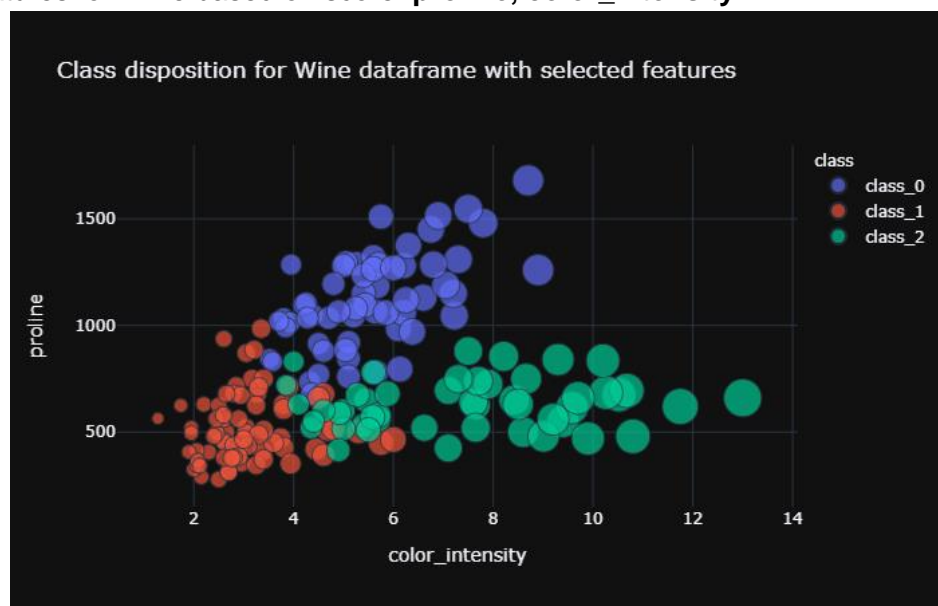 Class disposition for Wine dataframe with selected features
class
class_0
class_1
class_2
1500
1000
500
proline
2
4
6
8
10
12
14
color_intensity